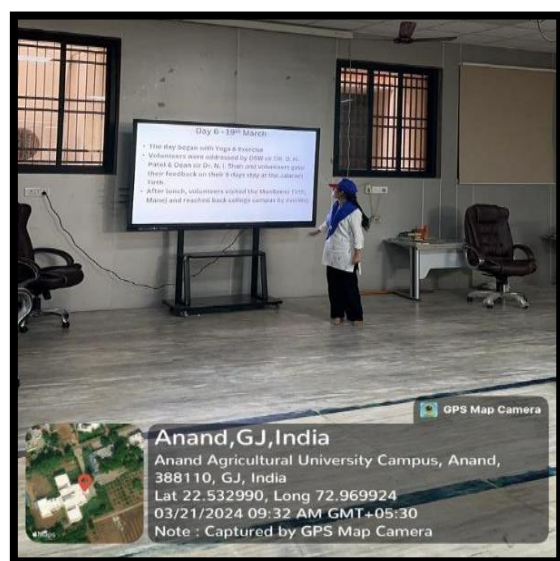 Day 6 - 19th March
• The day began with Yoga & Exercise
• Volunteers were addressed by DSW sir DR. D. H.
Patel & Dean sir Dr. N. I. Shah and volunteers gave
their feedback on their days stay at the
Tirth.
• After lunch, volunteers visited the Tirth,
Manej and reached back college campus by evening
GPS Map Camera
Anand,GJ,India
Anand Agricultural University Campus, Anand,
388110, GJ, India
Lat 22.532990, Long 72.969924
03/21/2024 09:32 AM GMT+05:30
Note : Captured by GPS Map Camera
Maps